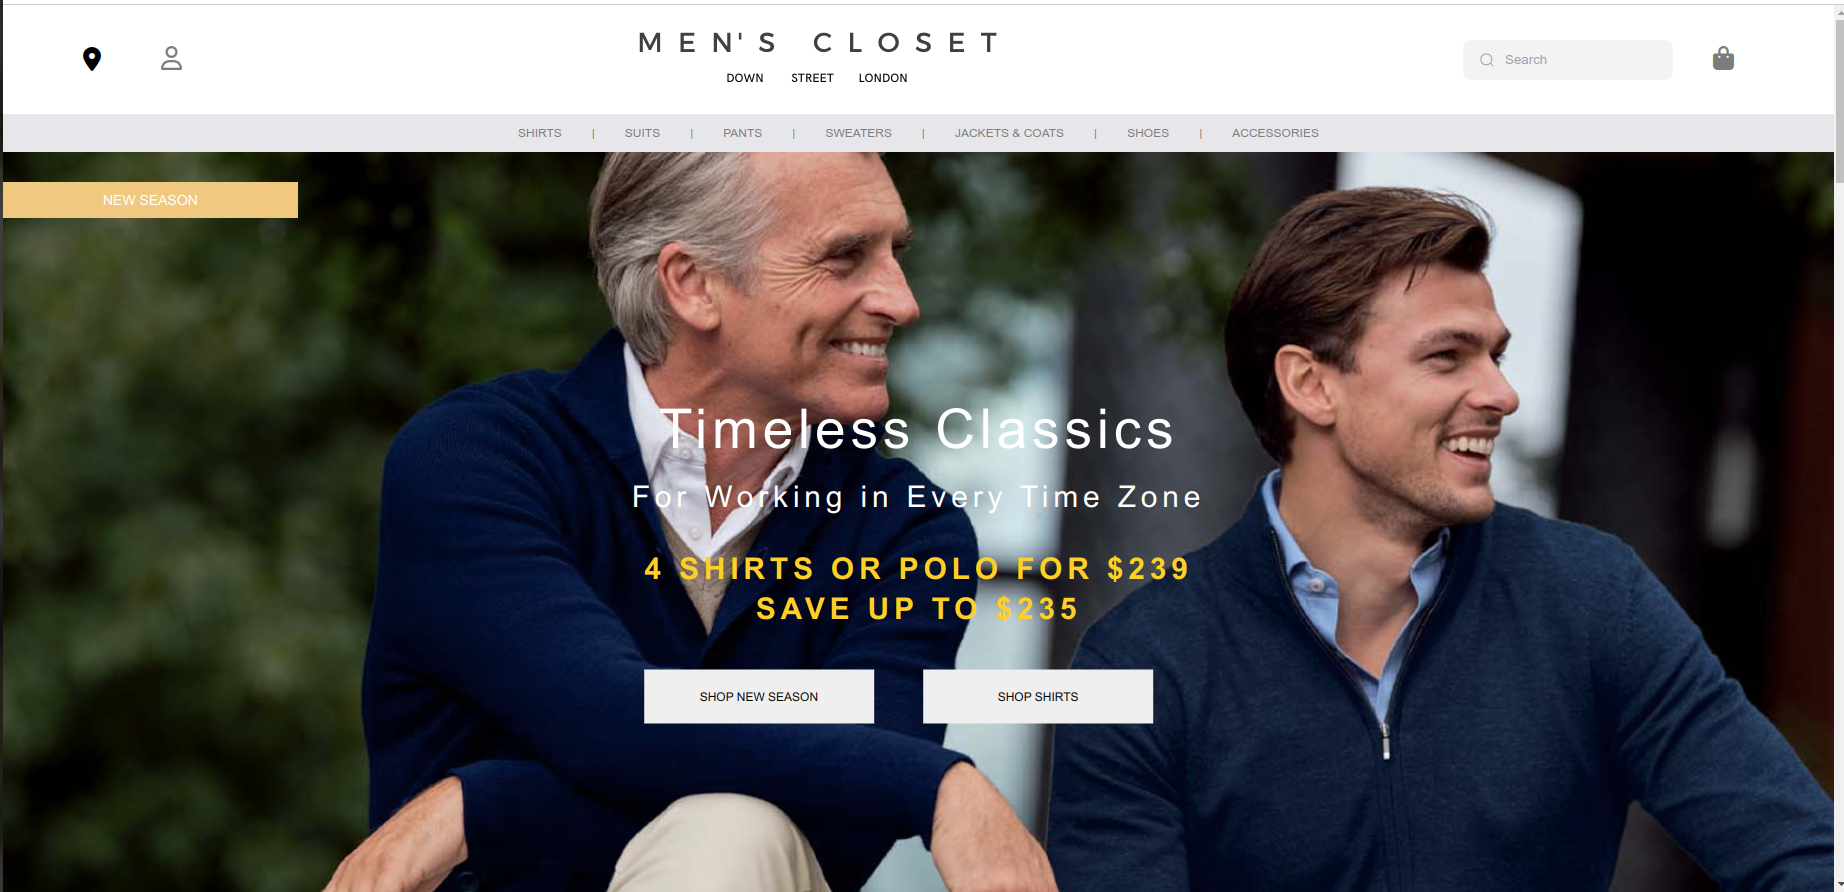 MEN'S CLOSET
DOWN STREET LONDON
Search
SHIRTS | SUITS | PANTS | SWEATERS | JACKETS & COATS | SHOES | ACCESSORIES
NEW SEASON
Timeless Classics
For Working in Every Time Zone
4 SHIRTS OR POLO FOR $239
SAVE UP TO $235
SHOP NEW SEASON
SHOP SHIRTS